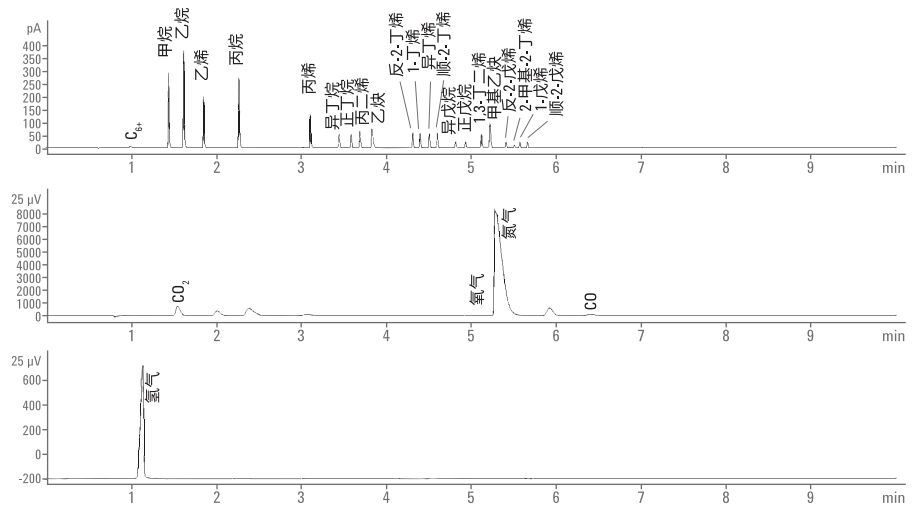 pA
400
350
300
250
200
150
100
50
0
C6+
甲烷
乙烷
乙烯
丙烷
丙烯
异丁烷
正丁烷
丙二烯
乙炔
反-2-丁烯
1-丁烯
异丁烯
顺-2-丁烯
异戊烷
正戊烷
1,3-丁二烯
甲基乙炔
反-2-戊烯
2-甲基-2-丁烯
1-戊烯
顺-2-戊烯
1 2 3 4 5 6 7 8 9 min
25 µV
8000
7000
6000
5000
4000
3000
2000
1000
0
CO2
氧气
氮气
CO
1 2 3 4 5 6 7 8 9 min
25 µV
600
400
200
0
-200
氢气
1 2 3 4 5 6 7 8 9 min